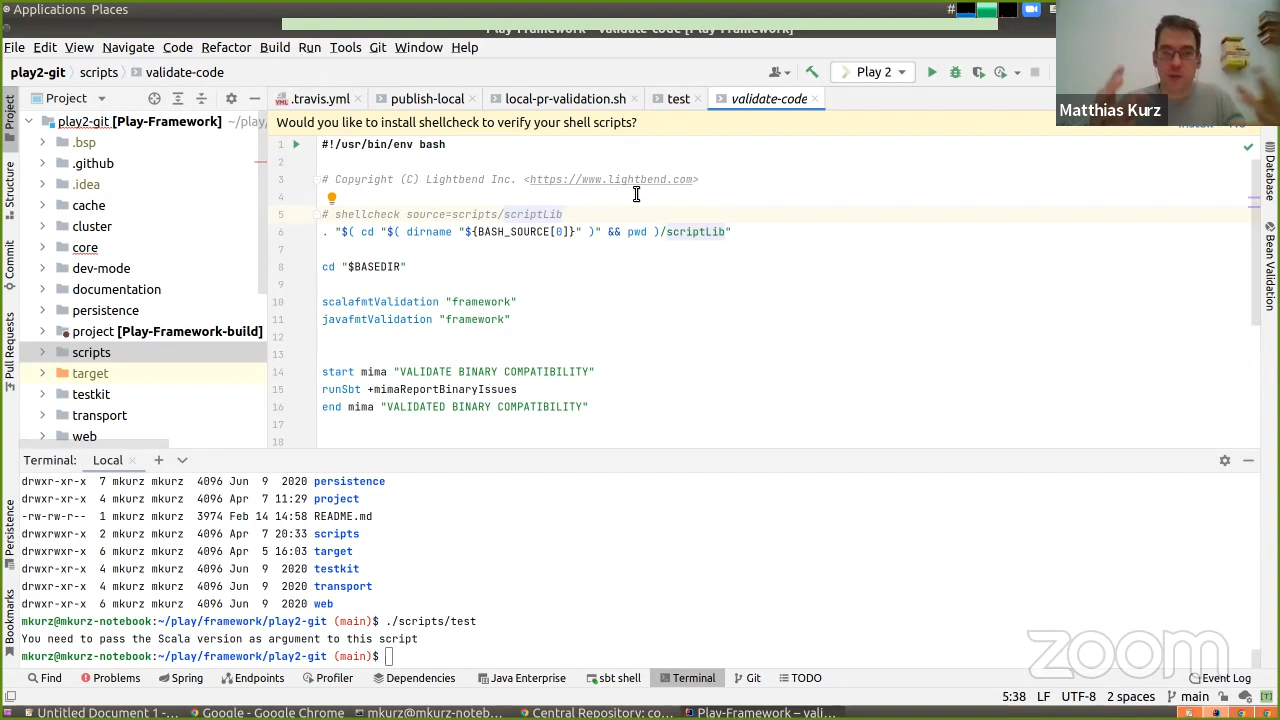 Applications Places
#
Play-Framework – validate-code [Play-Framework]
File Edit View Navigate Code Refactor Build Run Tools Git Window Help
play2-git scripts validate-code
Play 2
Matthias Kurz
Project
.travis.yml publish-local local-pr-validation.sh test validate-code
play2-git [Play-Framework] ~/play/
.bsp
.github
.idea
cache
cluster
core
dev-mode
documentation
persistence
project [Play-Framework-build]
scripts
target
testkit
transport
web
Would you like to install shellcheck to verify your shell scripts?
1 #!/usr/bin/env bash
2
3 # Copyright (C) Lightbend Inc. <https://www.lightbend.com>
4
5 # shellcheck source=scripts/scriptLib
6 . "$( cd "$( dirname "${BASH_SOURCE[0]}" )" && pwd )/scriptLib"
7
8 cd "$BASEDIR"
9
10 scalafmtValidation "framework"
11 javafmtValidation "framework"
12
13
14 start mima "VALIDATE BINARY COMPATIBILITY"
15 runSbt +mimaReportBinaryIssues
16 end mima "VALIDATED BINARY COMPATIBILITY"
17
18
Project
Structure
Commit
Pull Requests
Persistence
Bookmarks
Database
Bean Validation
Terminal: Local
drwxr-xr-x 7 mkurz mkurz 4096 Jun 9 2020 persistence
drwxr-xr-x 4 mkurz mkurz 4096 Apr 7 11:29 project
-rw-rw-r-- 1 mkurz mkurz 3974 Feb 14 14:58 README.md
drwxrwxr-x 2 mkurz mkurz 4096 Apr 7 20:33 scripts
drwxrwxr-x 6 mkurz mkurz 4096 Apr 5 16:03 target
drwxr-xr-x 4 mkurz mkurz 4096 Jun 9 2020 testkit
drwxr-xr-x 4 mkurz mkurz 4096 Jun 9 2020 transport
drwxr-xr-x 6 mkurz mkurz 4096 Jun 9 2020 web
mkurz@mkurz-notebook:~/play/framework/play2-git (main)$ ./scripts/test
You need to pass the Scala version as argument to this script
mkurz@mkurz-notebook:~/play/framework/play2-git (main)$
zoom
Find Problems Spring Endpoints Profiler Dependencies Java Enterprise sbt shell Terminal Git TODO Event Log
5:38 LF UTF-8 2 spaces main
Untitled Document 1 -... Google - Google Chrome mkurz@mkurz-noteb... Central Repository: co... Play-Framework – vali...